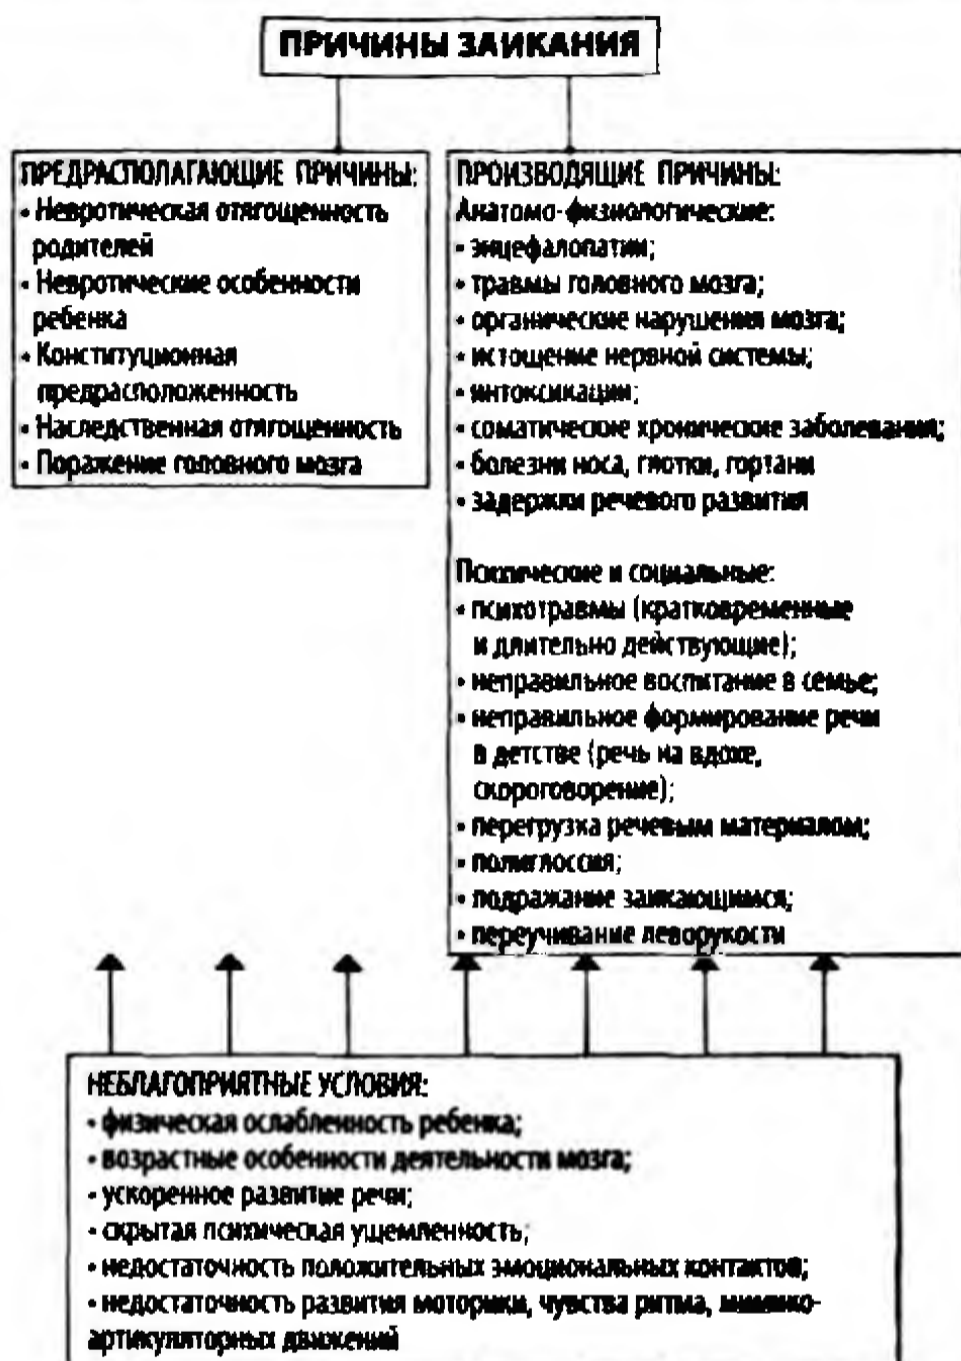 ПРИЧИНЫ ЗАИКАНИЯ
ПРЕДРАСПОЛАГАЮЩИЕ ПРИЧИНЫ:
• Невротическая отягощенность
родителей
• Невротические особенности
ребенка
• Конституционная
предрасположенность
• Наследственная отягощенность
• Поражение головного мозга
ПРОИЗВОДЯЩИЕ ПРИЧИНЫ:
Анатомо-физиологические:
• энцефалопатии;
• травмы головного мозга;
• органические нарушения мозга;
• истощение нервной системы;
• интоксикации;
• соматические хронические заболевания;
• болезни носа, глотки, гортани
• задержки речевого развития
Психические и социальные:
• психотравмы (кратковременные
и длительно действующие);
• неправильное воспитание в семье;
• неправильное формирование речи
в детстве (речь на вдохе,
скороговорение);
• перегрузка речевым материалом;
• полиглоссия;
• подражание заикающимся;
• переучивание леворукости
НЕБЛАГОПРИЯТНЫЕ УСЛОВИЯ:
• физическая ослабленность ребенка;
• возрастные особенности деятельности мозга;
• ускоренное развитие речи;
• скрытая психическая ущемленность;
• недостаточность положительных эмоциональных контактов;
• недостаточность развития моторики, чувства ритма, мимико-
артикуляторных движений